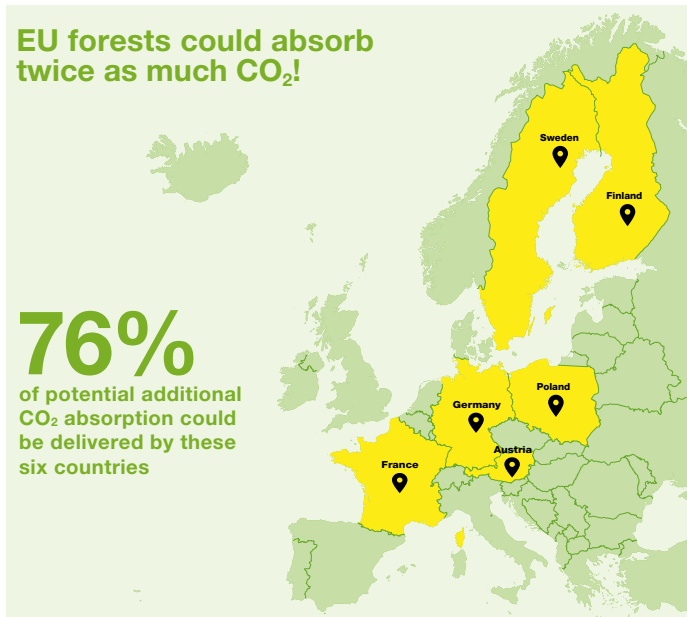 EU forests could absorb
twice as much CO₂!
Sweden
Finland
76%
of potential additional
CO₂ absorption could
be delivered by these
six countries
Poland
Germany
Austria
France